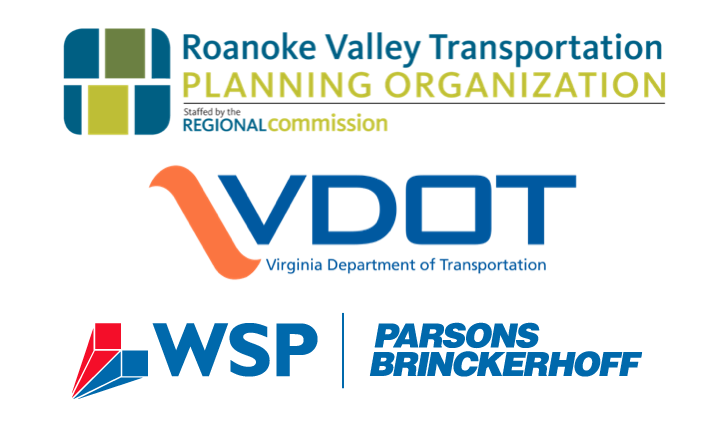 Roanoke Valley Transportation
PLANNING ORGANIZATION
Staffed by the
REGIONALcommission
VDOT
Virginia Department of Transportation
WSP
PARSONS
BRINCKERHOFF